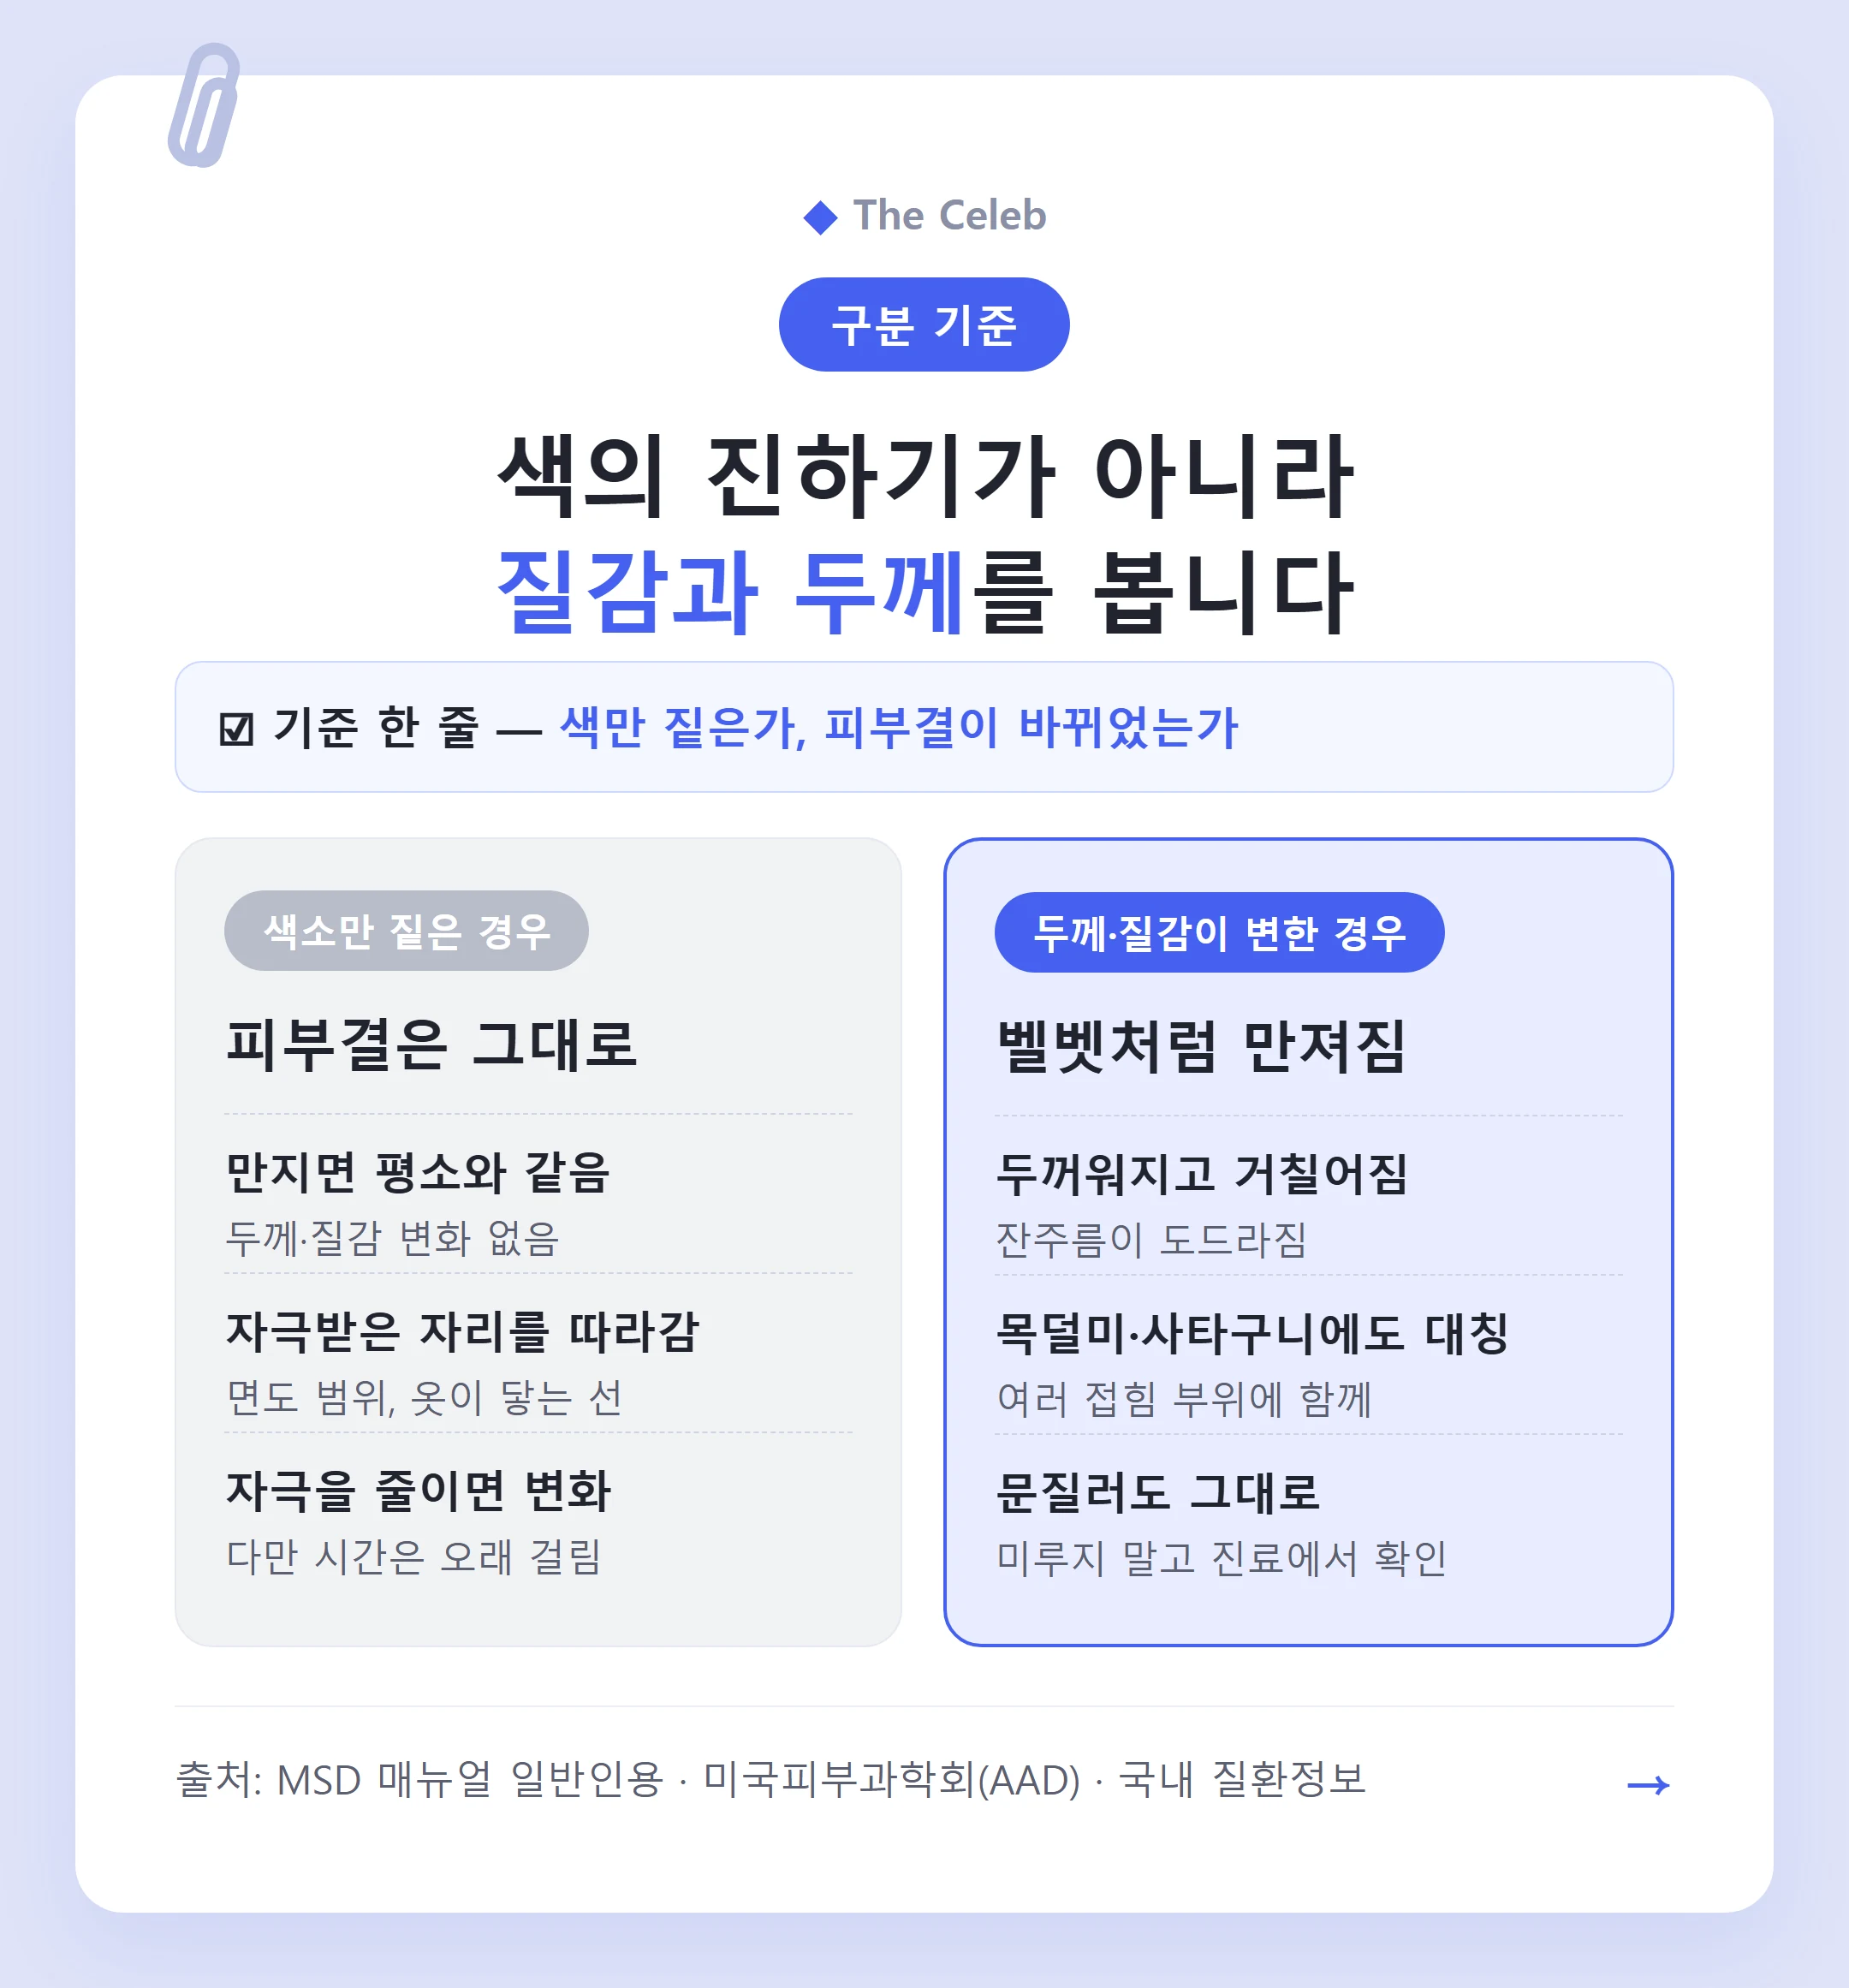 ◆ The Celeb
구분 기준
색의 진하기가 아니라
질감과 두께를 봅니다
☑ 기준 한 줄 — 색만 짙은가, 피부결이 바뀌었는가
색소만 짙은 경우
피부결은 그대로
만지면 평소와 같음
두께·질감 변화 없음
자극받은 자리를 따라감
면도 범위, 옷이 닿는 선
자극을 줄이면 변화
다만 시간은 오래 걸림
두께·질감이 변한 경우
벨벳처럼 만져짐
두꺼워지고 거칠어짐
잔주름이 도드라짐
목덜미·사타구니에도 대칭
여러 접힘 부위에 함께
문질러도 그대로
미루지 말고 진료에서 확인
출처: MSD 매뉴얼 일반인용 · 미국피부과학회(AAD) · 국내 질환정보 →